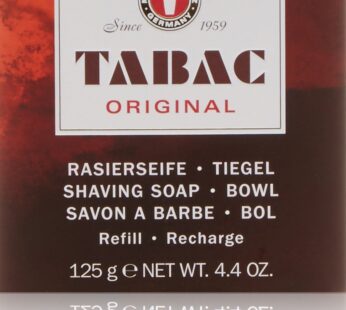 GERMANY
Since 1959
TABAC
ORIGINAL
RASIERSEIFE • TIEGEL
SHAVING SOAP • BOWL
SAVON A BARBE • BOL
Refill • Recharge
125 g ℮ NET WT. 4.4 OZ.